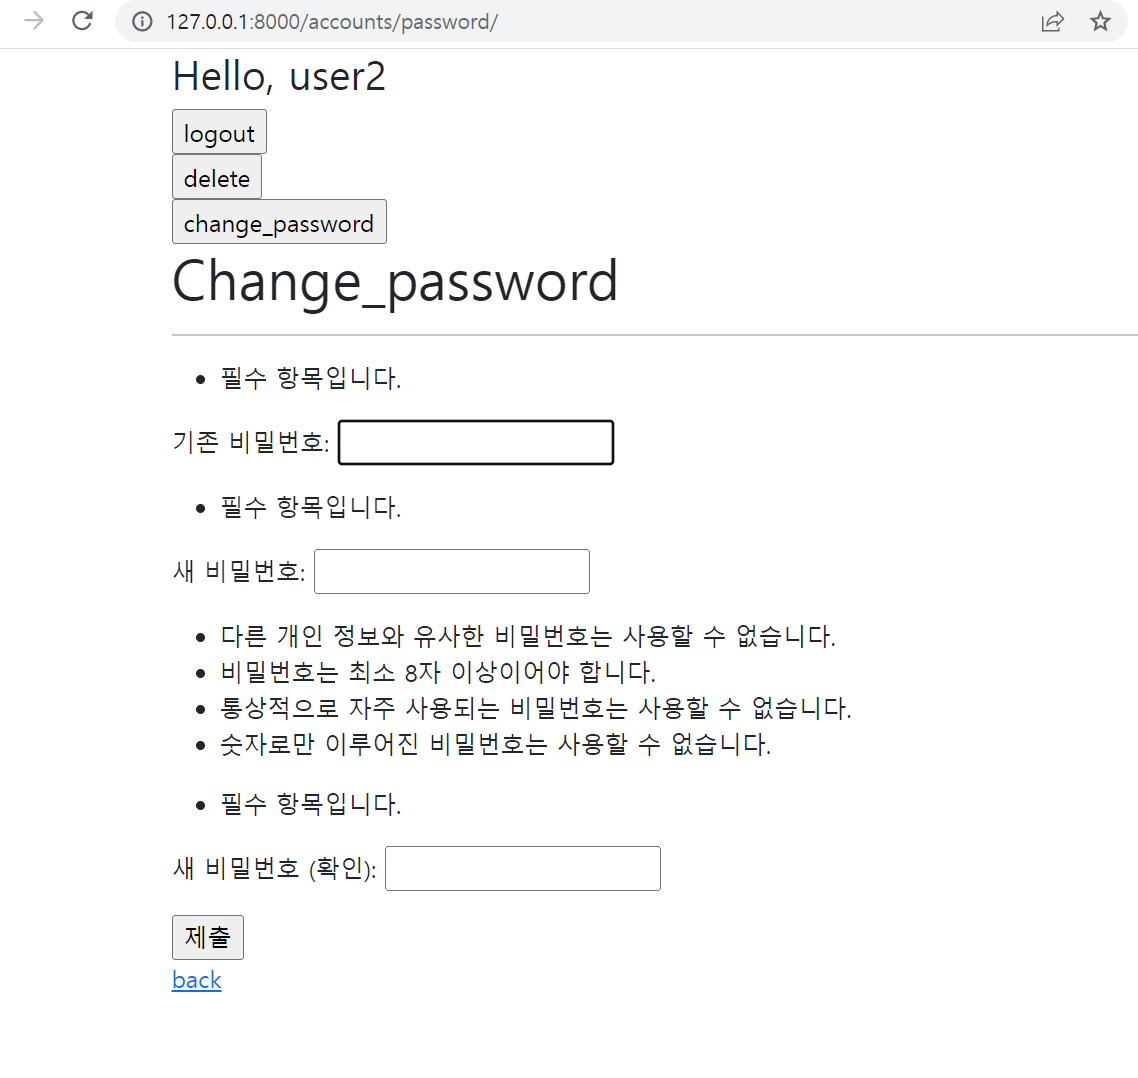 127.0.0.1:8000/accounts/password/
Hello, user2
logout
delete
change_password
Change_password
• 필수 항목입니다.
기존 비밀번호:
• 필수 항목입니다.
새 비밀번호:
• 다른 개인 정보와 유사한 비밀번호는 사용할 수 없습니다.
• 비밀번호는 최소 8자 이상이어야 합니다.
• 통상적으로 자주 사용되는 비밀번호는 사용할 수 없습니다.
• 숫자로만 이루어진 비밀번호는 사용할 수 없습니다.
• 필수 항목입니다.
새 비밀번호 (확인):
제출
back